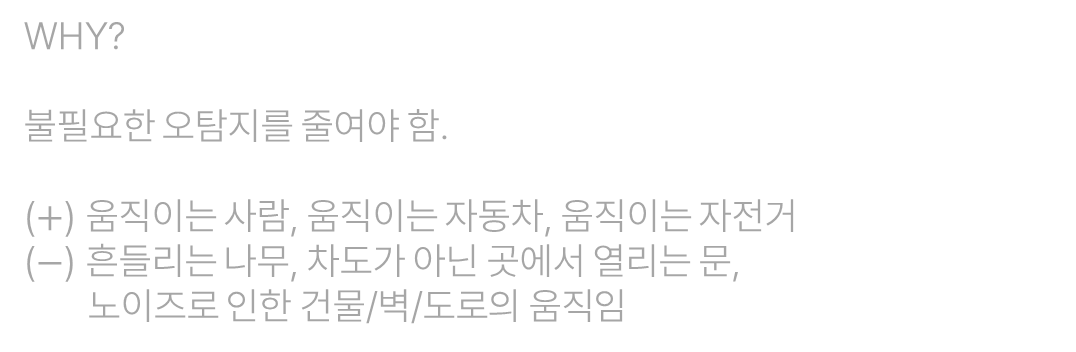 WHY?
불필요한 오탐지를 줄여야 함.
(+) 움직이는 사람, 움직이는 자동차, 움직이는 자전거
(−) 흔들리는 나무, 차도가 아닌 곳에서 열리는 문,
노이즈로 인한 건물/벽/도로의 움직임